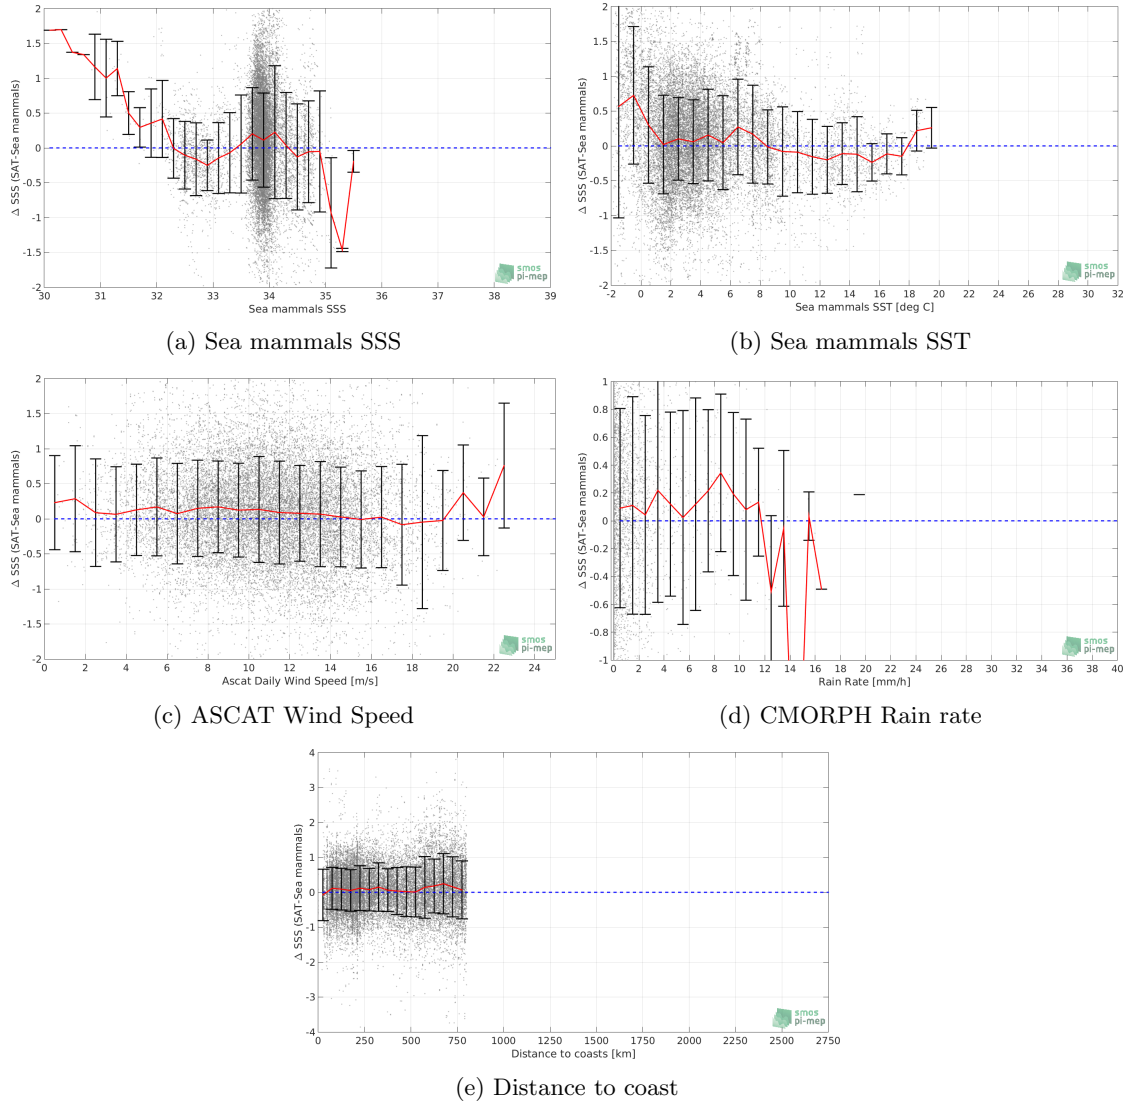 2
1.5
1
0.5
0
-0.5
-1
-1.5
-2
Δ SSS (SAT-Sea mammals)
30 31 32 33 34 35 36 37 38 39
Sea mammals SSS
smos
pi-mep
(a) Sea mammals SSS
2
1.5
1
0.5
0
-0.5
-1
-1.5
-2
Δ SSS (SAT-Sea mammals)
-2 0 2 4 6 8 10 12 14 16 18 20 22 24 26 28 30 32
Sea mammals SST [deg C]
smos
pi-mep
(b) Sea mammals SST
2
1.5
1
0.5
0
-0.5
-1
-1.5
-2
Δ SSS (SAT-Sea mammals)
0 2 4 6 8 10 12 14 16 18 20 22 24
Ascat Daily Wind Speed [m/s]
smos
pi-mep
(c) ASCAT Wind Speed
1
0.8
0.6
0.4
0.2
0
-0.2
-0.4
-0.6
-0.8
-1
Δ SSS (SAT-Sea mammals)
0 2 4 6 8 10 12 14 16 18 20 22 24 26 28 30 32 34 36 38 40
Rain Rate [mm/h]
smos
pi-mep
(d) CMORPH Rain rate
4
3
2
1
0
-1
-2
-3
-4
Δ SSS (SAT-Sea mammals)
0 250 500 750 1000 1250 1500 1750 2000 2250 2500 2750
Distance to coasts [km]
smos
pi-mep
(e) Distance to coast